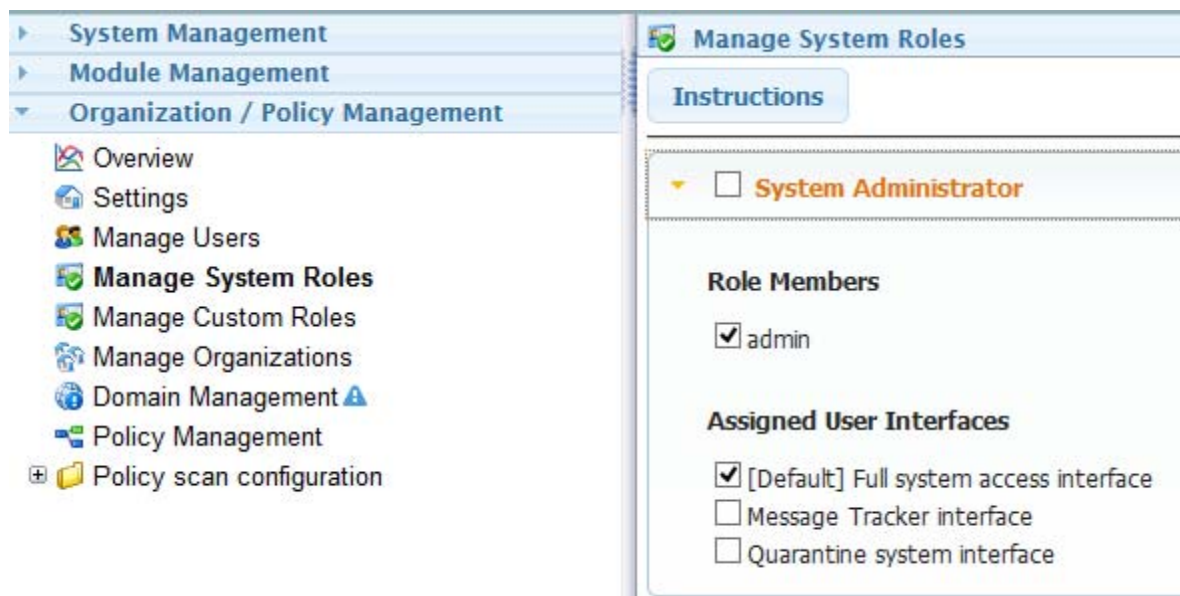 System Management
Module Management
Organization / Policy Management
Overview
Settings
Manage Users
Manage System Roles
Manage Custom Roles
Manage Organizations
Domain Management
Policy Management
Policy scan configuration
Manage System Roles
Instructions
System Administrator
Role Members
admin
Assigned User Interfaces
[Default] Full system access interface
Message Tracker interface
Quarantine system interface